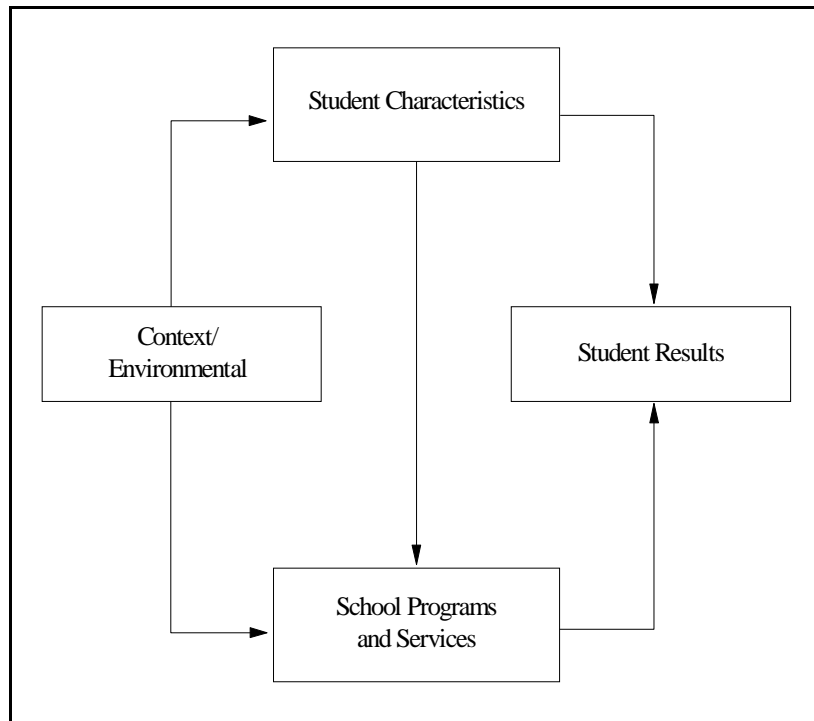 Student Characteristics
Context/
Environmental
Student Results
School Programs
and Services